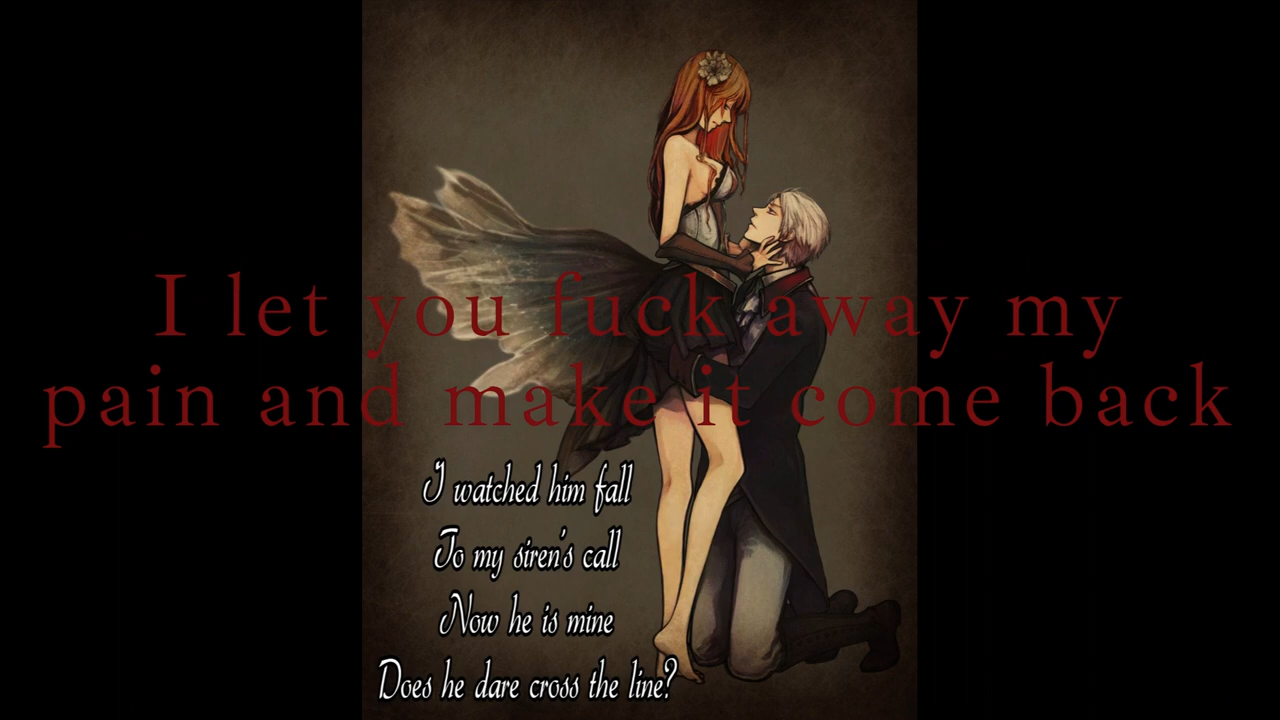 I let you fuck away my
pain and make it come back
I watched him fall
To my siren's call
Now he is mine
Does he dare cross the line?